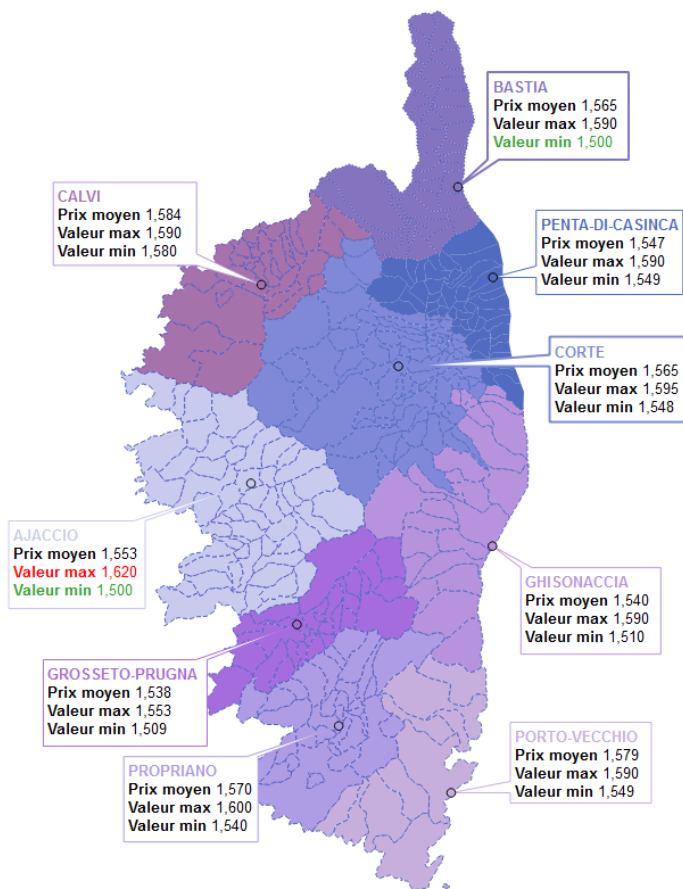 BASTIA
Prix moyen 1,565
Valeur max 1,590
Valeur min 1,500
CALVI
Prix moyen 1,584
Valeur max 1,590
Valeur min 1,580
PENTA-DI-CASINCA
Prix moyen 1,547
Valeur max 1,590
Valeur min 1,549
CORTE
Prix moyen 1,565
Valeur max 1,595
Valeur min 1,548
AJACCIO
Prix moyen 1,553
Valeur max 1,620
Valeur min 1,500
GHISONACCIA
Prix moyen 1,540
Valeur max 1,590
Valeur min 1,510
GROSSETO-PRUGNA
Prix moyen 1,538
Valeur max 1,553
Valeur min 1,509
PORTO-VECCHIO
Prix moyen 1,579
Valeur max 1,590
Valeur min 1,549
PROPRIANO
Prix moyen 1,570
Valeur max 1,600
Valeur min 1,540